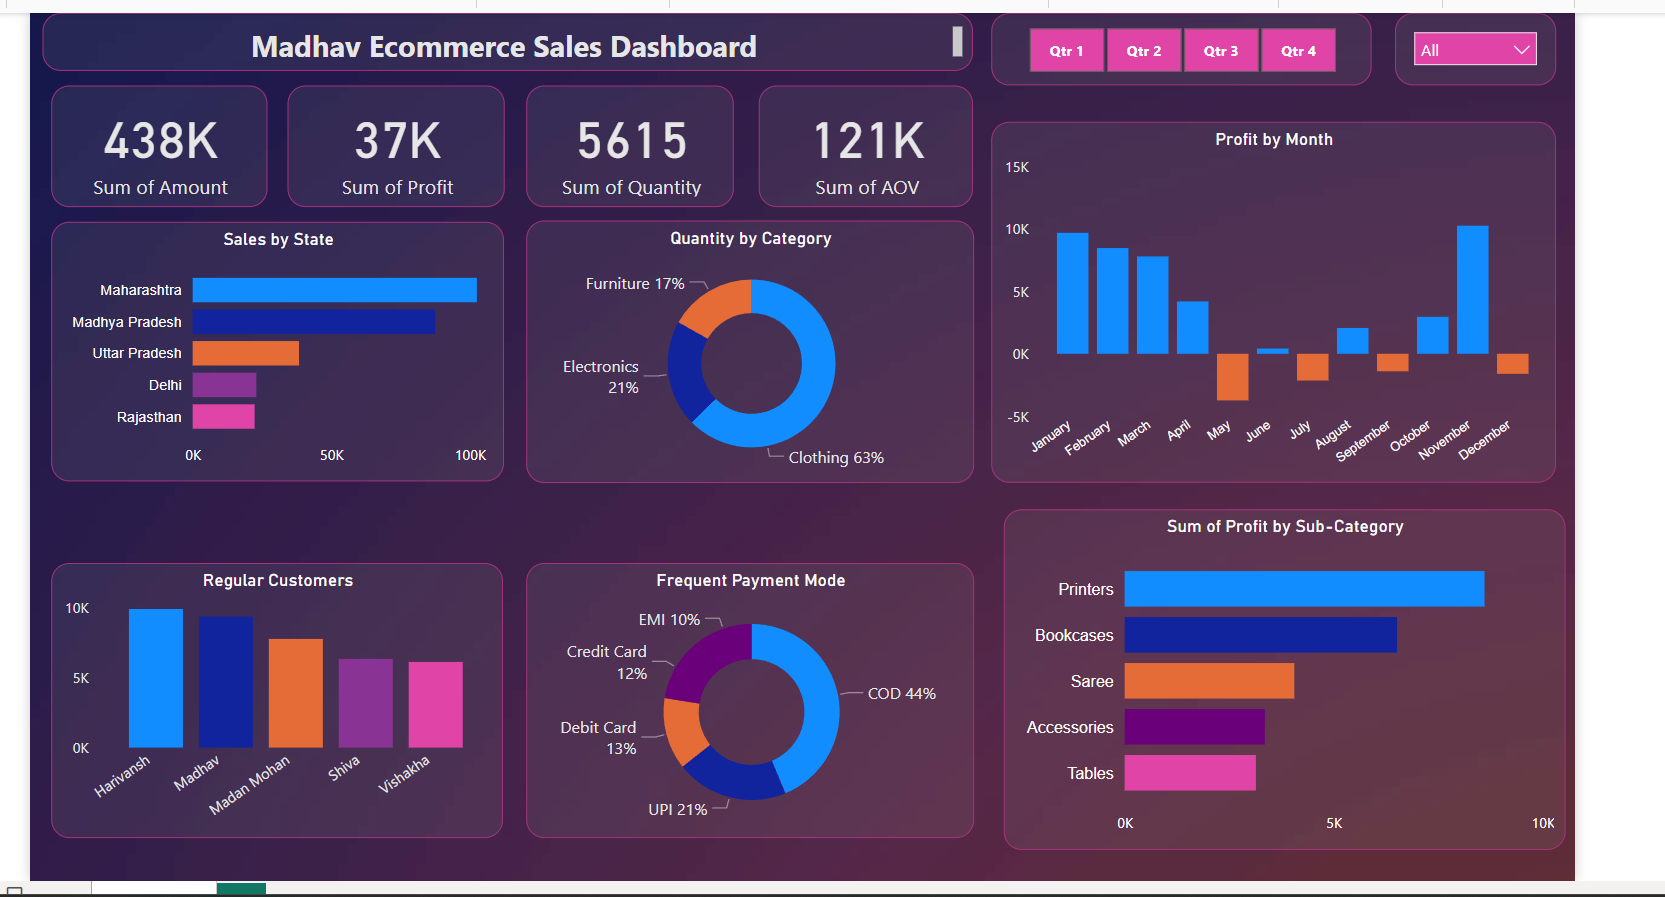 Madhav Ecommerce Sales Dashboard
Qtr 1
Qtr 2
Qtr 3
Qtr 4
All
438K
Sum of Amount
37K
Sum of Profit
5615
Sum of Quantity
121K
Sum of AOV
Sales by State
Maharashtra
Madhya Pradesh
Uttar Pradesh
Delhi
Rajasthan
0K
50K
100K
Quantity by Category
Furniture 17%
Electronics
21%
Clothing 63%
Profit by Month
15K
10K
5K
0K
-5K
January
February
March
April
May
June
July
August
September
October
November
December
Regular Customers
10K
5K
0K
Harivansh
Madhav
Madan Mohan
Shiva
Vishakha
Frequent Payment Mode
EMI 10%
Credit Card
12%
COD 44%
Debit Card
13%
UPI 21%
Sum of Profit by Sub-Category
Printers
Bookcases
Saree
Accessories
Tables
0K
5K
10K